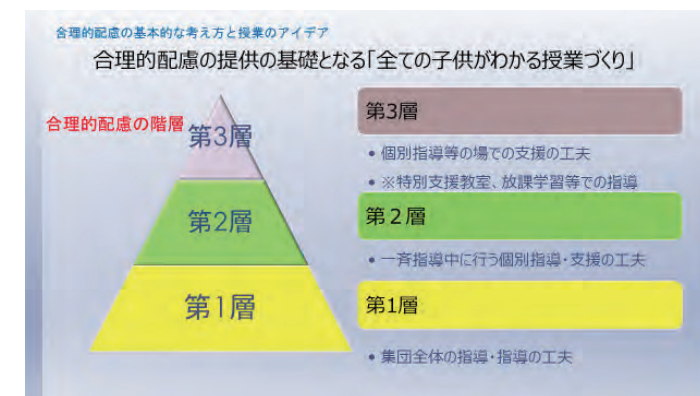 合理的配慮の基本的な考え方と授業のアイデア
合理的配慮の提供の基礎となる「全ての子供がわかる授業づくり」
合理的配慮の階層
第3層
第2層
第1層
第3層
• 個別指導等の場での支援の工夫
• ※特別支援教室、放課学習等での指導
第２層
• 一斉指導中に行う個別指導・支援の工夫
第1層
• 集団全体の指導・指導の工夫